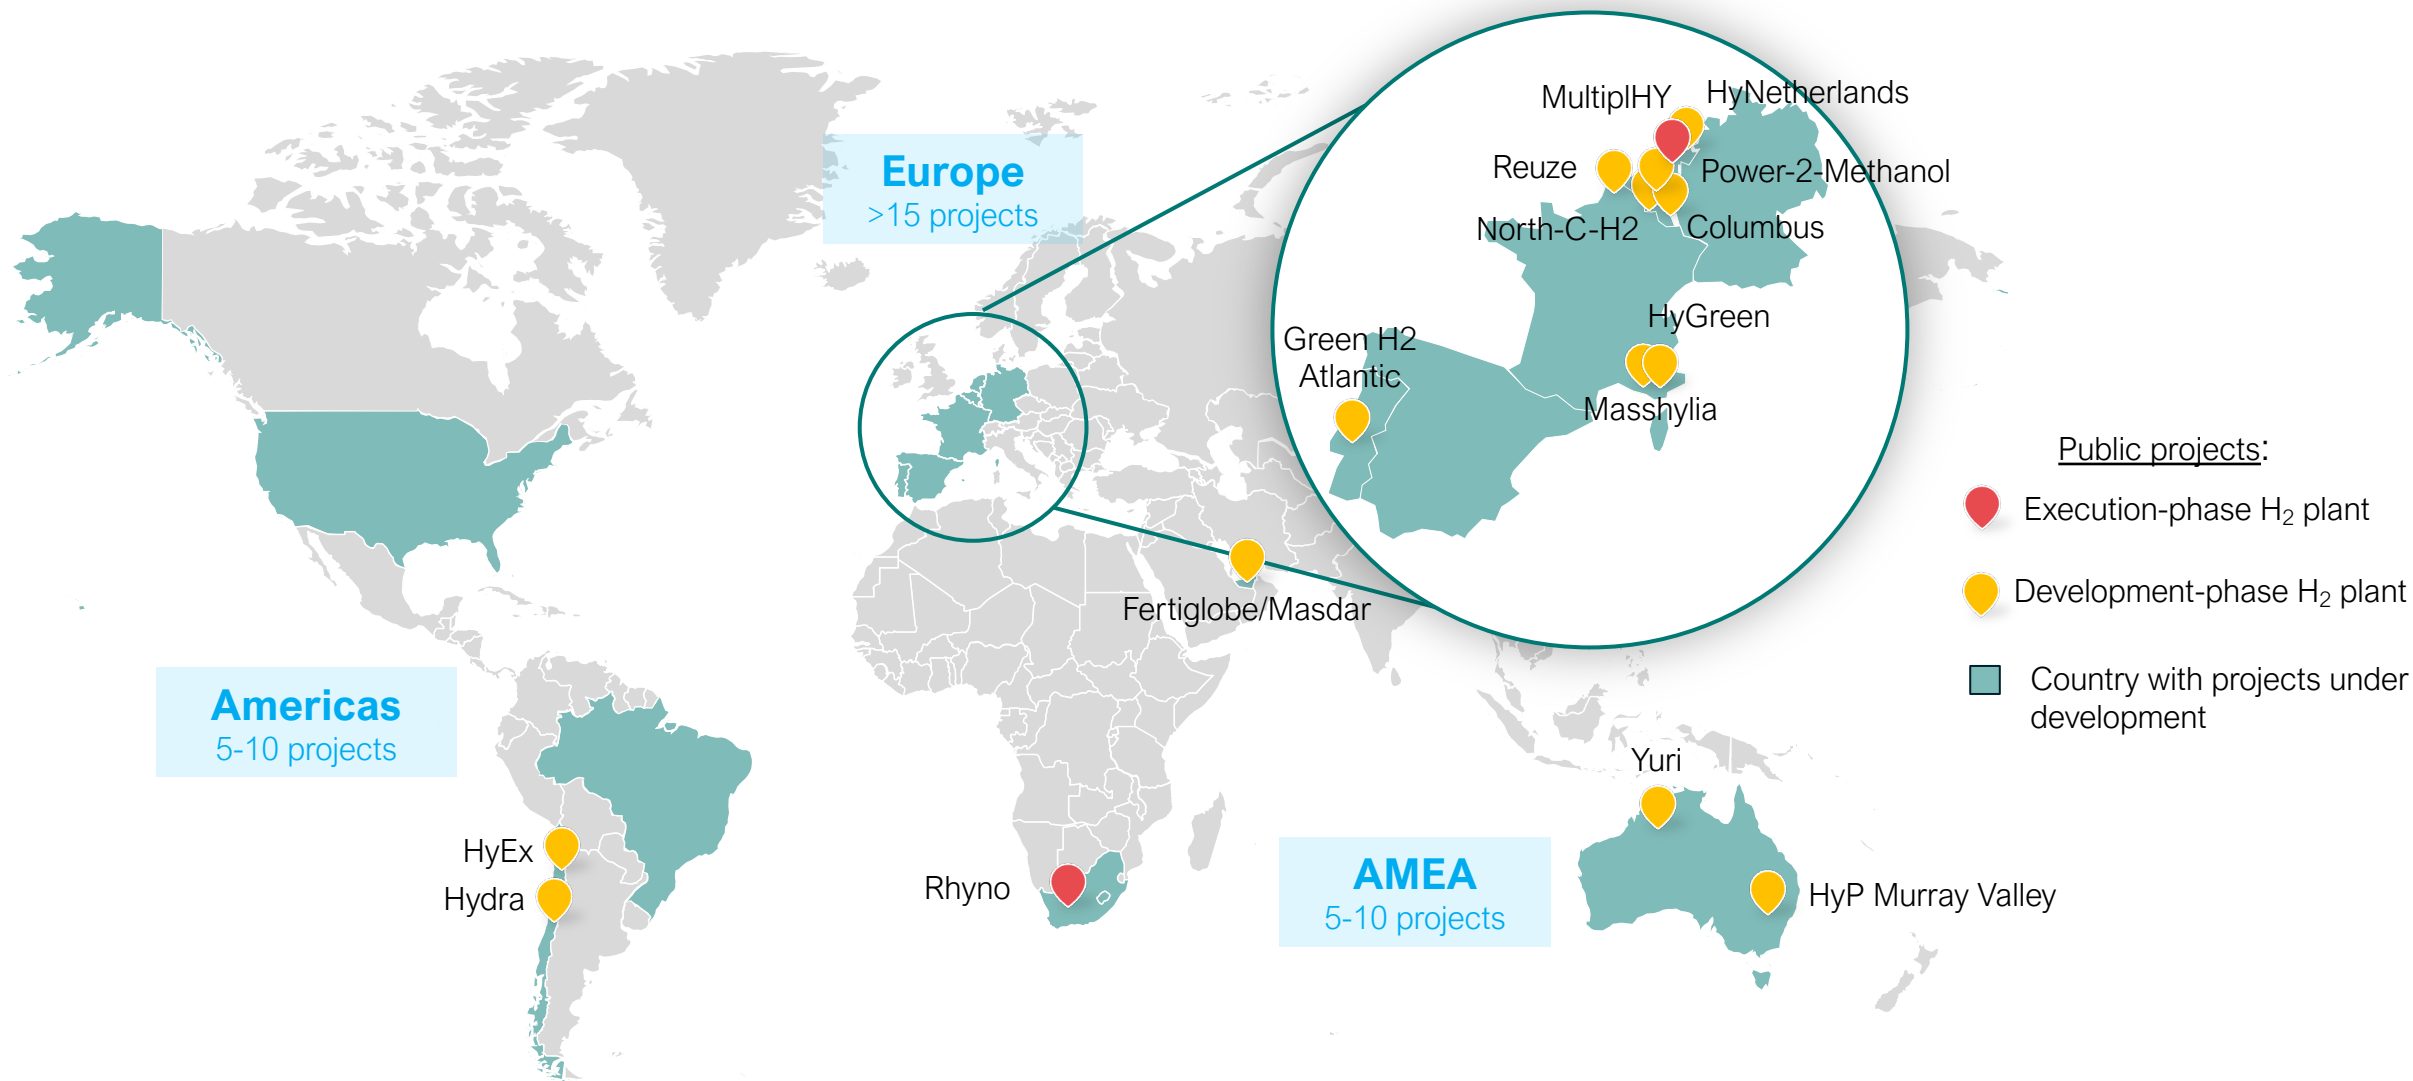 MultiplHY
HyNetherlands
Europe
>15 projects
Reuze
Power-2-Methanol
North-C-H2
Columbus
HyGreen
Green H2
Atlantic
Masshylia
Public projects:
Execution-phase H₂ plant
Development-phase H₂ plant
Country with projects under
development
Fertiglobe/Masdar
Americas
5-10 projects
Yuri
HyEx
Hydra
Rhyno
AMEA
5-10 projects
HyP Murray Valley